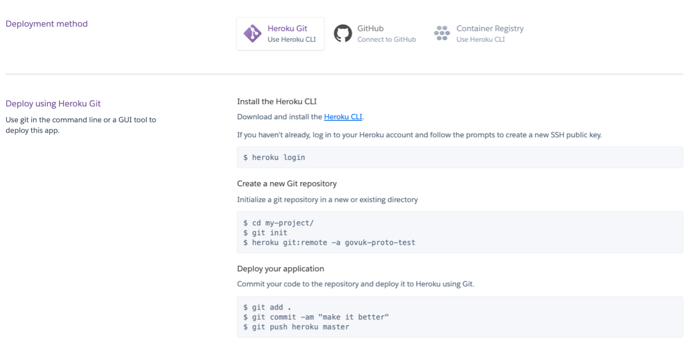 Deployment method
Heroku Git
Use Heroku CLI
GitHub
Connect to GitHub
Container Registry
Use Heroku CLI
Deploy using Heroku Git
Use git in the command line or a GUI tool to
deploy this app.
Install the Heroku CLI
Download and install the Heroku CLI.
If you haven't already, log in to your Heroku account and follow the prompts to create a new SSH public key.
$ heroku login
Create a new Git repository
Initialize a git repository in a new or existing directory
$ cd my-project/
$ git init
$ heroku git:remote -a govuk-proto-test
Deploy your application
Commit your code to the repository and deploy it to Heroku using Git.
$ git add .
$ git commit -am "make it better"
$ git push heroku master